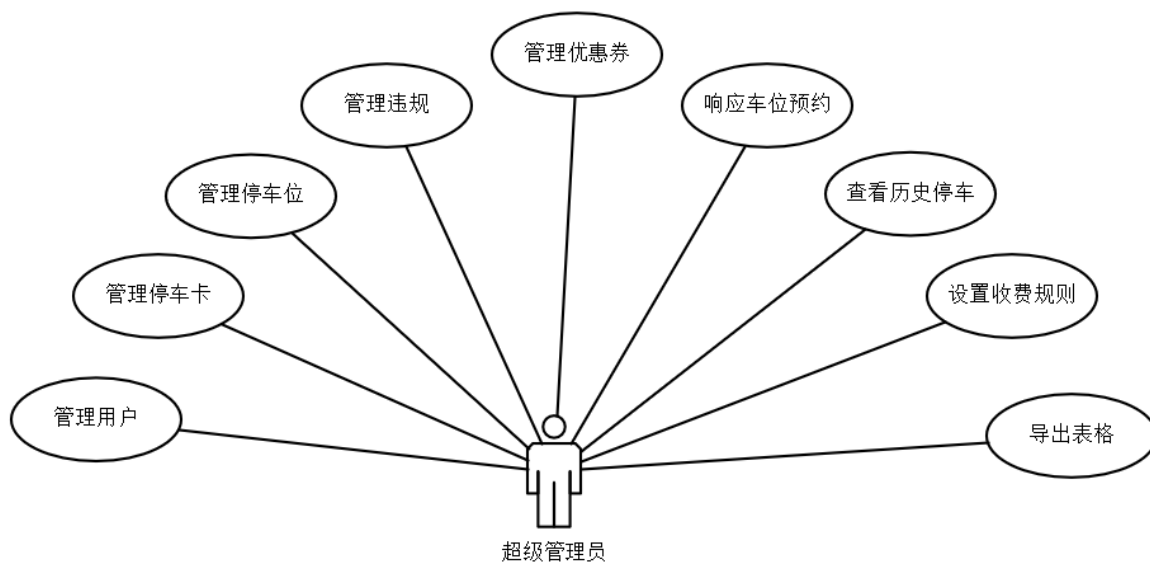 管理优惠券
管理违规
响应车位预约
管理停车位
查看历史停车
管理停车卡
设置收费规则
管理用户
导出表格
超级管理员